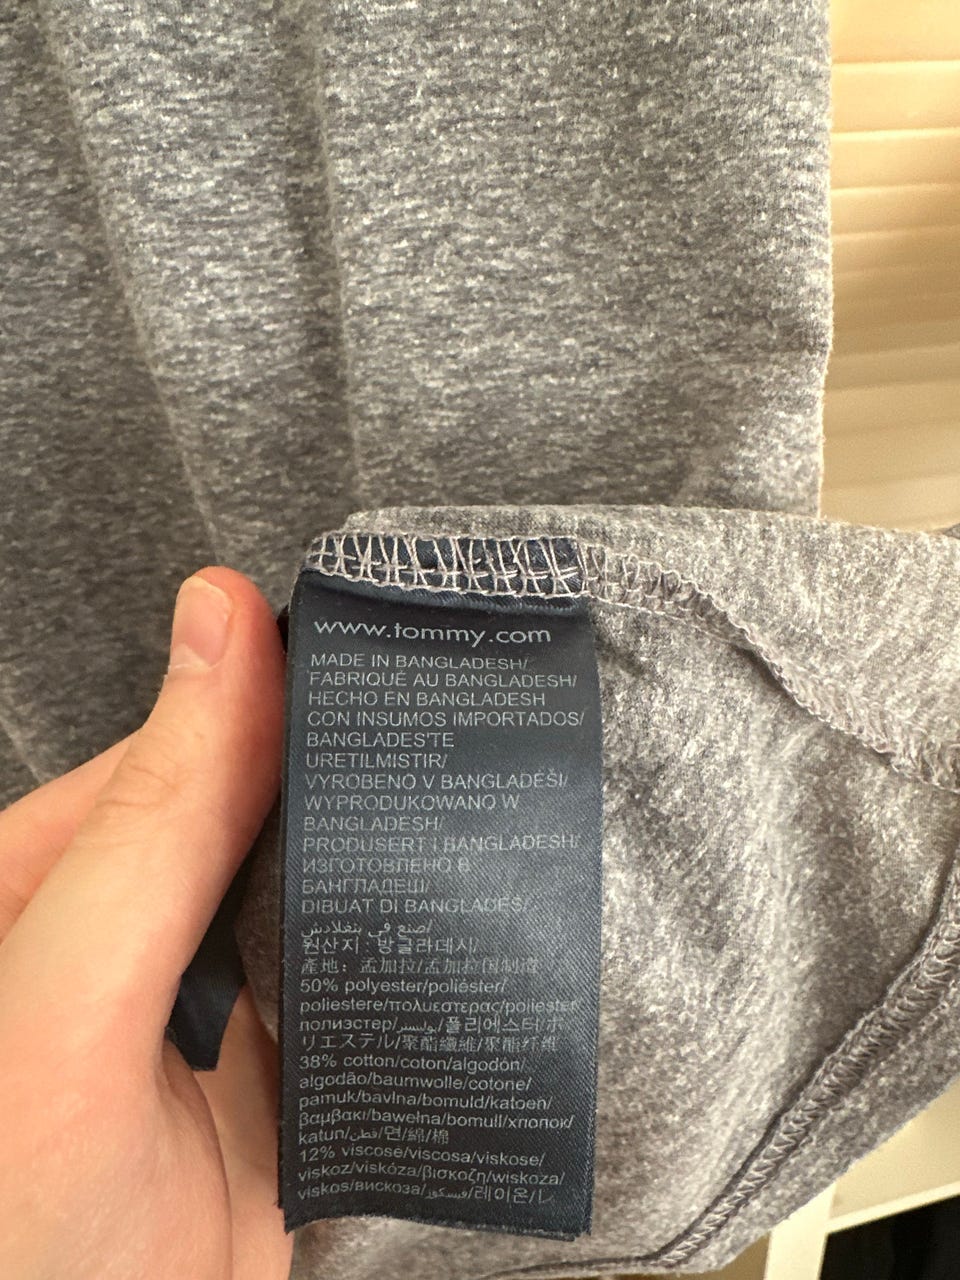 www.tommy.com
MADE IN BANGLADESH/
FABRIQUÉ AU BANGLADESH/
HECHO EN BANGLADESH
CON INSUMOS IMPORTADOS/
BANGLADEŞ'TE
URETILMISTIR/
VYROBENO V BANGLADÉŠI/
WYPRODUKOWANO W
BANGLADESH/
PRODUSERT I BANGLADESH/
ИЗГОТОВЛЕНО В
БАНГЛАДЕШ/
DIBUAT DI BANGLADES/
صنع في بنغلادش/
원산지 : 방글라데시/
產地：孟加拉/孟加拉国制造
50% polyester/poliéster/
poliestere/πολυεστερας/poliester/
полиэстер/بوليستر/폴리에스터/ポ
リエステル/聚酯纖維/聚酯纤维
38% cotton/coton/algodón/
algodão/baumwolle/cotone/
pamuk/bavlna/bomuld/katoen/
βαμβακι/bawełna/bomull/хлопок/
katun/قطن/면/綿/棉
12% viscose/viscosa/viskose/
viskoz/viskóza/βισκοζη/wiskoza/
viskos/вискоза/فيسكوز/레이온/レ